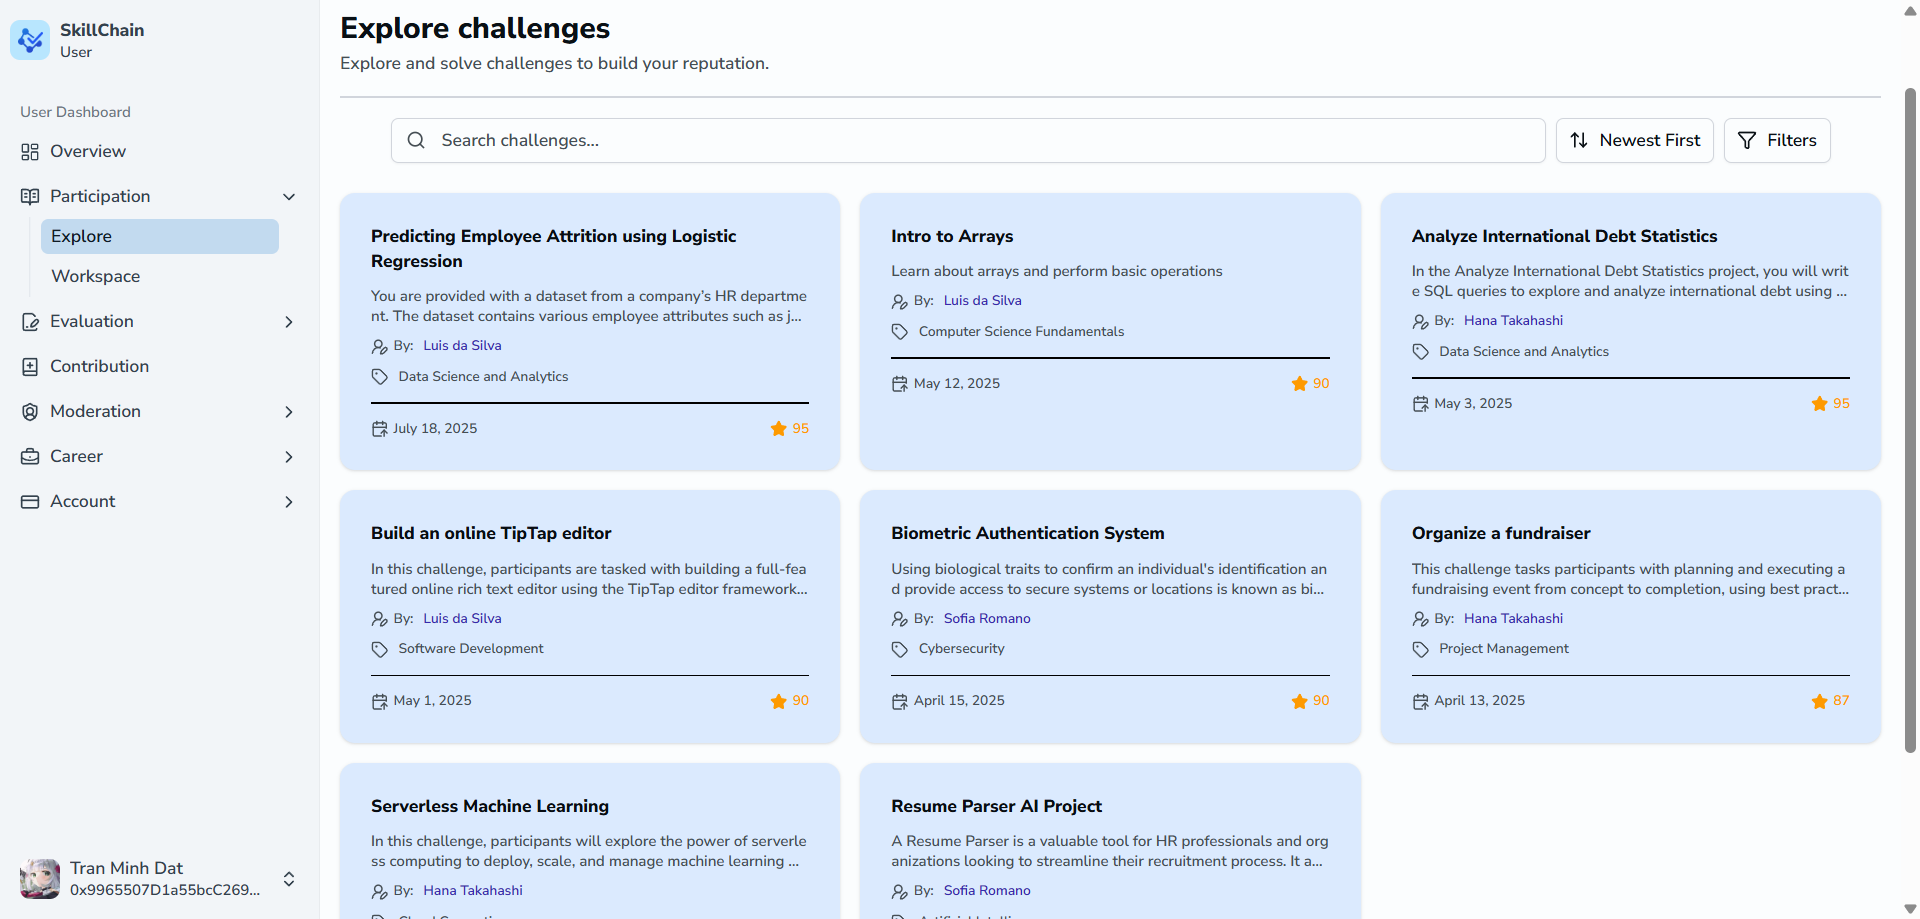 SkillChain
User
User Dashboard
Overview
Participation
Explore
Workspace
Evaluation
Contribution
Moderation
Career
Account
Tran Minh Dat
0x9965507D1a55bcC269...
Explore challenges
Explore and solve challenges to build your reputation.
Search challenges...
Newest First
Filters
Predicting Employee Attrition using Logistic
Regression
You are provided with a dataset from a company’s HR departme
nt. The dataset contains various employee attributes such as j...
By: Luis da Silva
Data Science and Analytics
July 18, 2025
95
Intro to Arrays
Learn about arrays and perform basic operations
By: Luis da Silva
Computer Science Fundamentals
May 12, 2025
90
Analyze International Debt Statistics
In the Analyze International Debt Statistics project, you will writ
e SQL queries to explore and analyze international debt using ...
By: Hana Takahashi
Data Science and Analytics
May 3, 2025
95
Build an online TipTap editor
In this challenge, participants are tasked with building a full-fea
tured online rich text editor using the TipTap editor framework...
By: Luis da Silva
Software Development
May 1, 2025
90
Biometric Authentication System
Using biological traits to confirm an individual's identification an
d provide access to secure systems or locations is known as bi...
By: Sofia Romano
Cybersecurity
April 15, 2025
90
Organize a fundraiser
This challenge tasks participants with planning and executing a
fundraising event from concept to completion, using best pract...
By: Hana Takahashi
Project Management
April 13, 2025
87
Serverless Machine Learning
In this challenge, participants will explore the power of serverle
ss computing to deploy, scale, and manage machine learning ...
By: Hana Takahashi
Resume Parser AI Project
A Resume Parser is a valuable tool for HR professionals and org
anizations looking to streamline their recruitment process. It a...
By: Sofia Romano